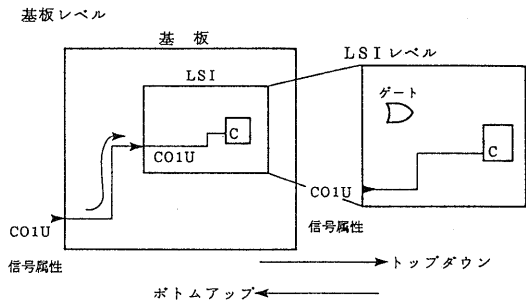 基板レベル
基 板
LSI
LSIレベル
ゲート
C
C
CO1U
CO1U
CO1U
信号属性
信号属性
トップダウン
ボトムアップ